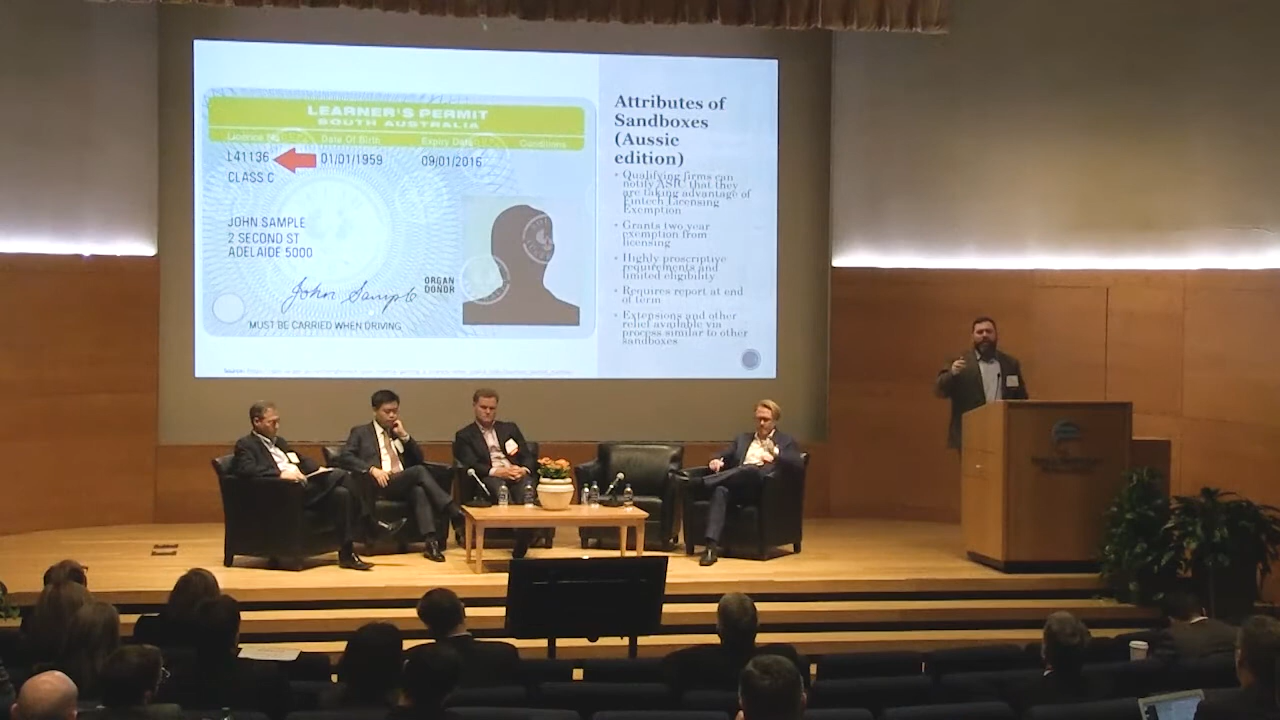 LEARNER'S PERMIT
SOUTH AUSTRALIA
Licence No Date Of Birth Expiry Date Conditions
L41136 01/01/1959 09/01/2016
CLASS C
JOHN SAMPLE
2 SECOND ST
ADELAIDE 5000
John Sample
ORGAN
DONOR
MUST BE CARRIED WHEN DRIVING
Source:
Attributes of
Sandboxes
(Aussie
edition)
• Qualifying firms can
notify ASIC that they
are taking advantage of
Fintech Licensing
Exemption
• Grants two year
exemption from
licensing
• Highly proscriptive
requirements and
limited eligibility
• Requires report at end
of term
• Extensions and other
relief available via
process similar to other
sandboxes